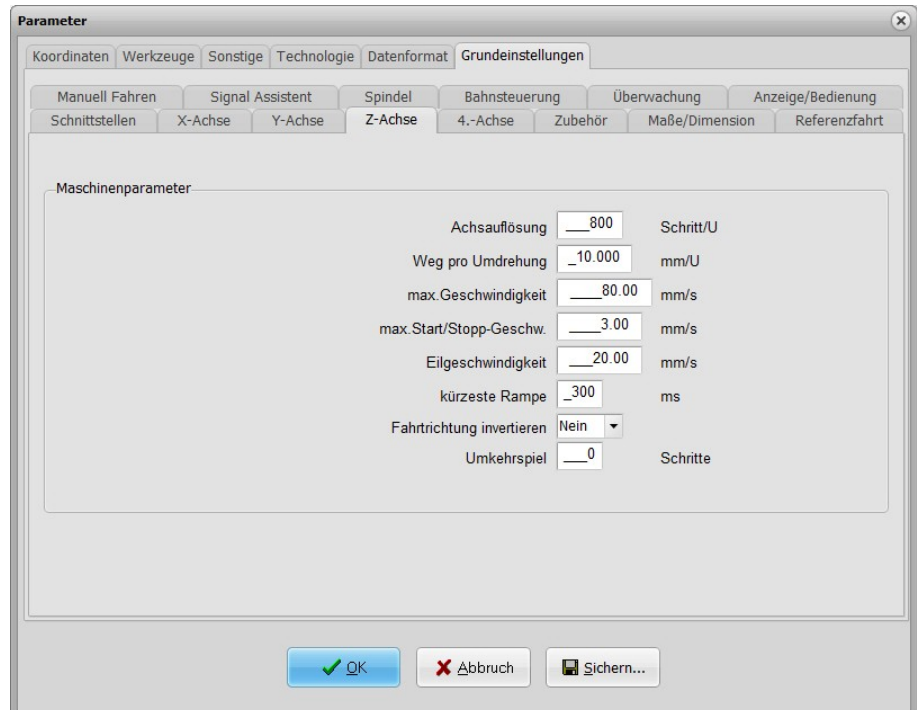 Parameter
Koordinaten Werkzeuge Sonstige Technologie Datenformat Grundeinstellungen
Manuell Fahren Signal Assistent Spindel Bahnsteuerung Überwachung Anzeige/Bedienung
Schnittstellen X-Achse Y-Achse Z-Achse 4.-Achse Zubehör Maße/Dimension Referenzfahrt
Maschinenparameter
Achsauflösung ___800 Schritt/U
Weg pro Umdrehung _10.000 mm/U
max.Geschwindigkeit ____80.00 mm/s
max.Start/Stopp-Geschw. ____3.00 mm/s
Eilgeschwindigkeit ___20.00 mm/s
kürzeste Rampe _300 ms
Fahrtrichtung invertieren Nein
Umkehrspiel ___0 Schritte
OK Abbruch Sichern...